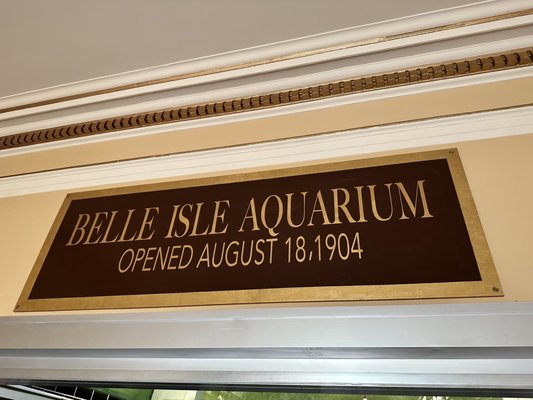 BELLE ISLE AQUARIUM
OPENED AUGUST 18, 1904